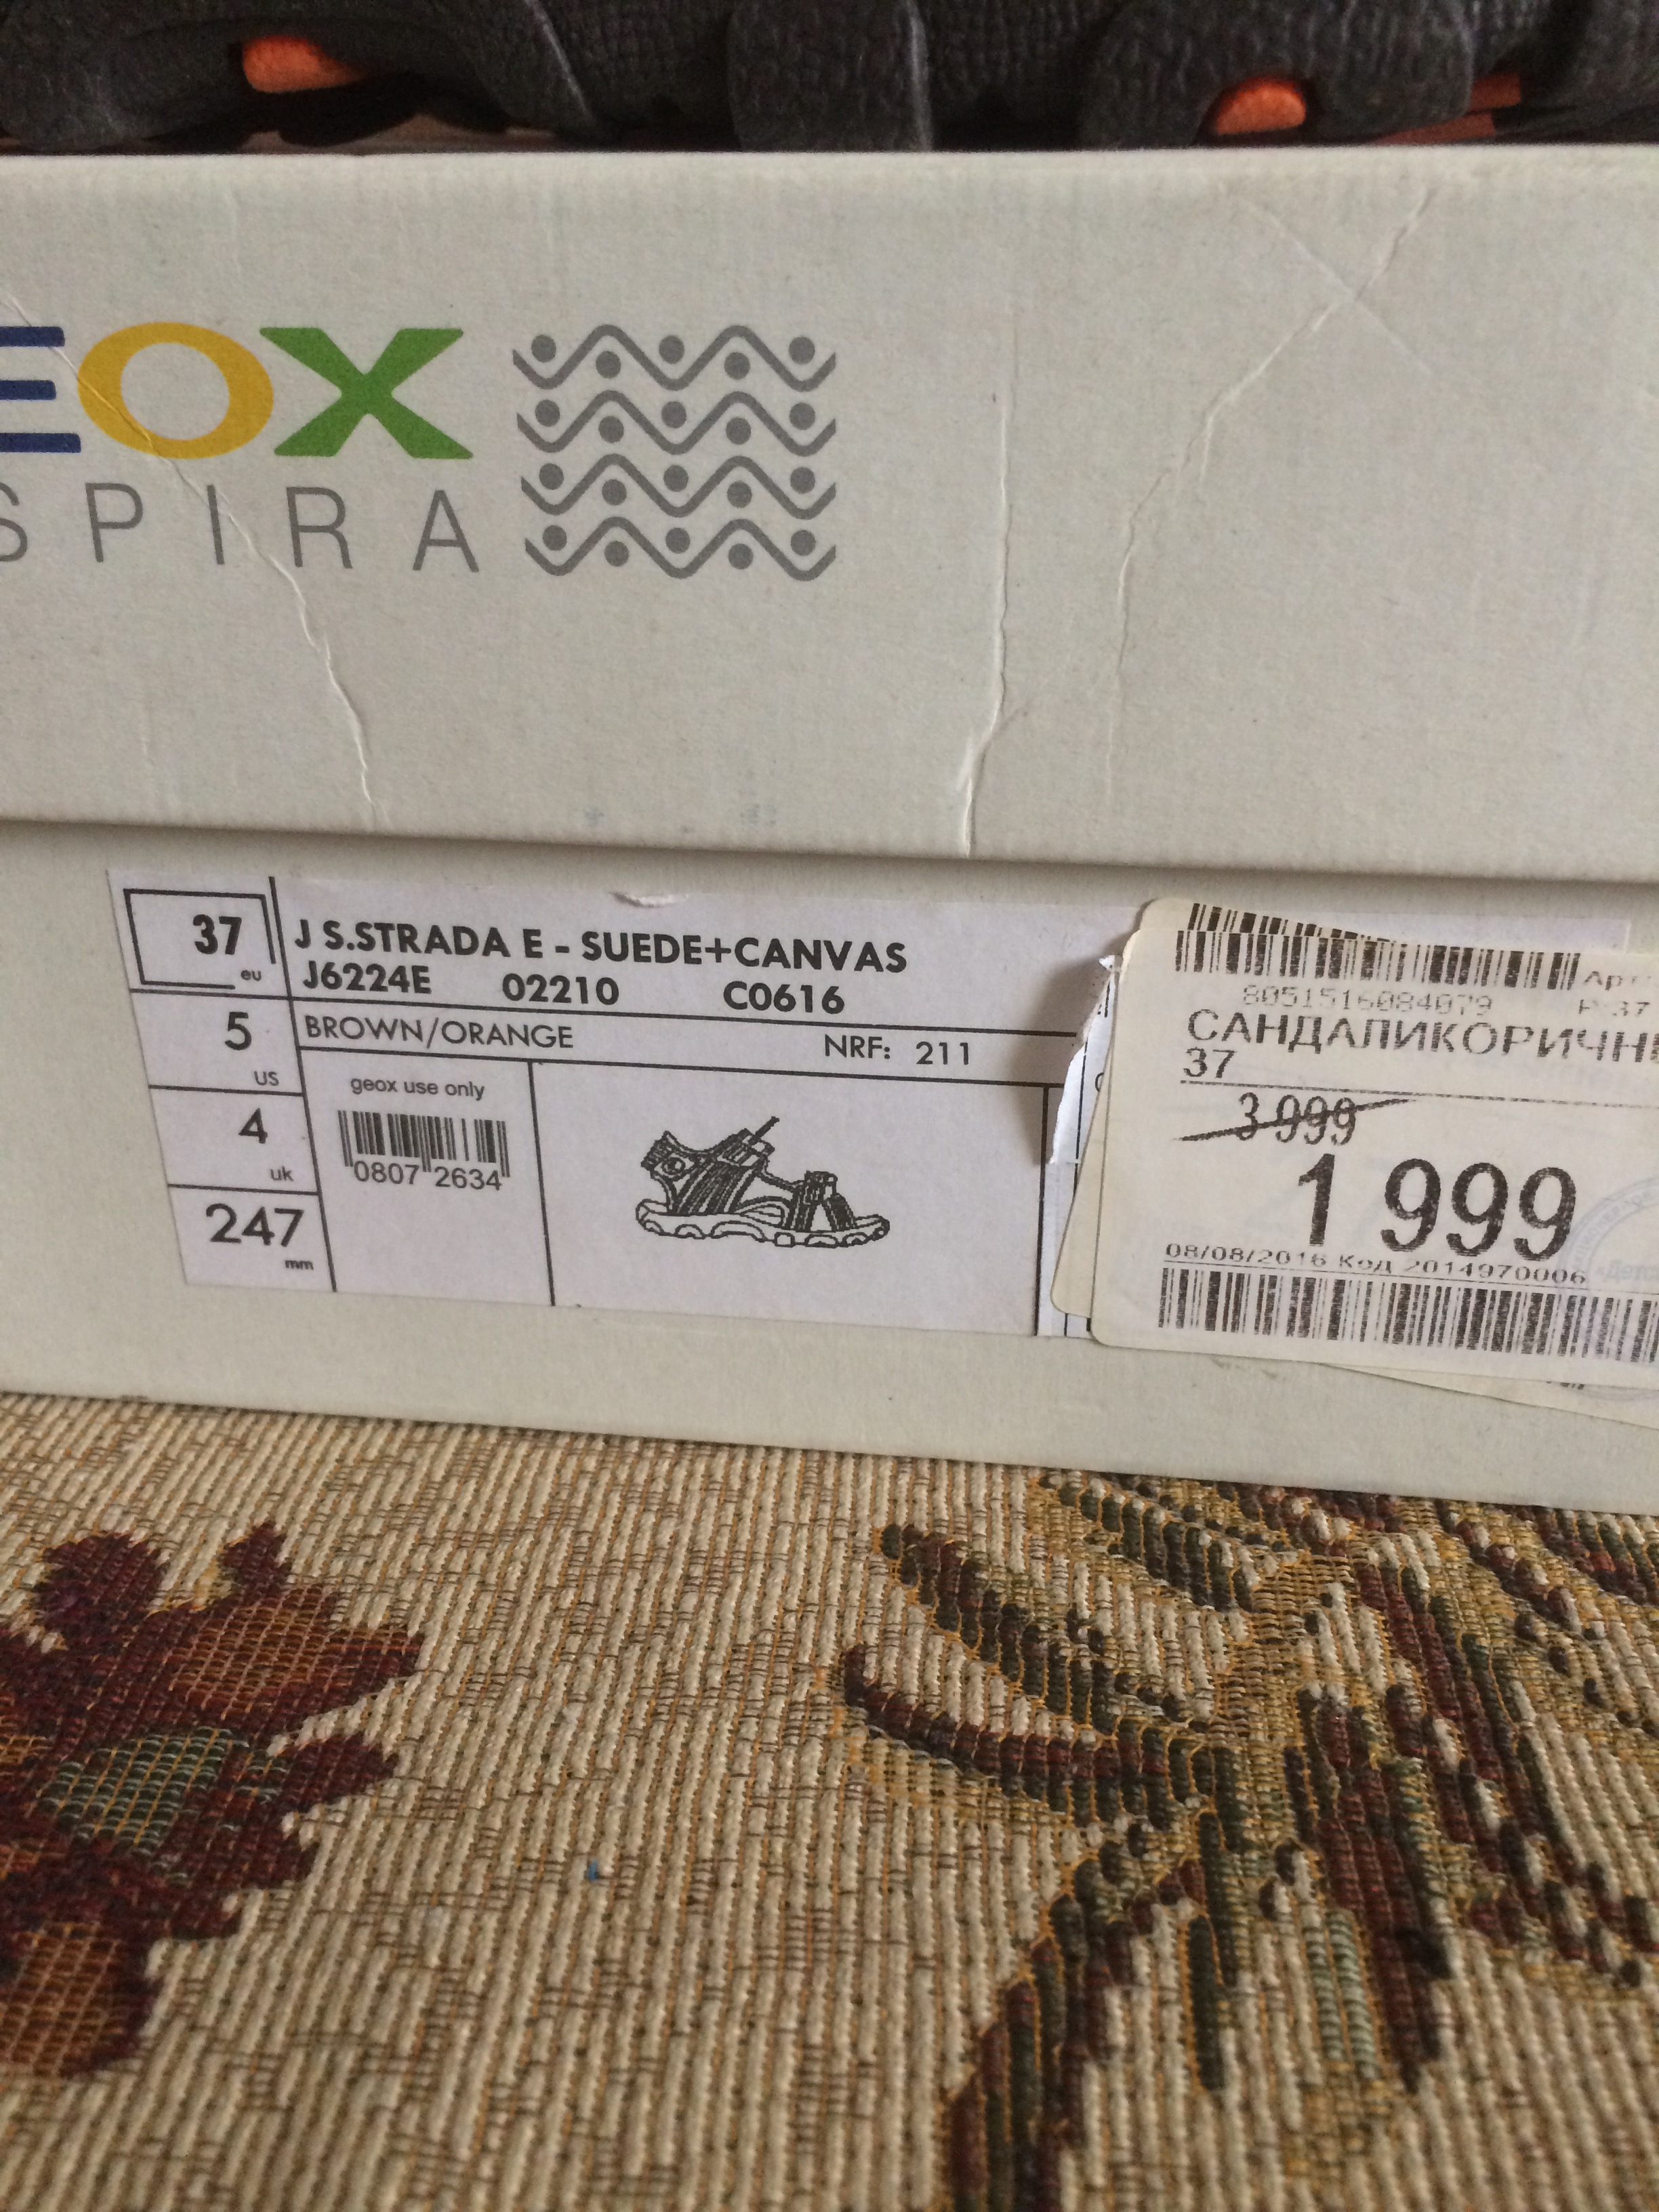 EOX
SPIRA
37 eu
J S.STRADA E - SUEDE+CANVAS
J6224E 02210 C0616
BROWN/ORANGE NRF: 211
5 US
4 uk
247 mm
geox use only
0807 2634
8051516084079
САНДАЛИКОРИЧН
37
3 999
1 999
08/08/2016 Код 2014970006